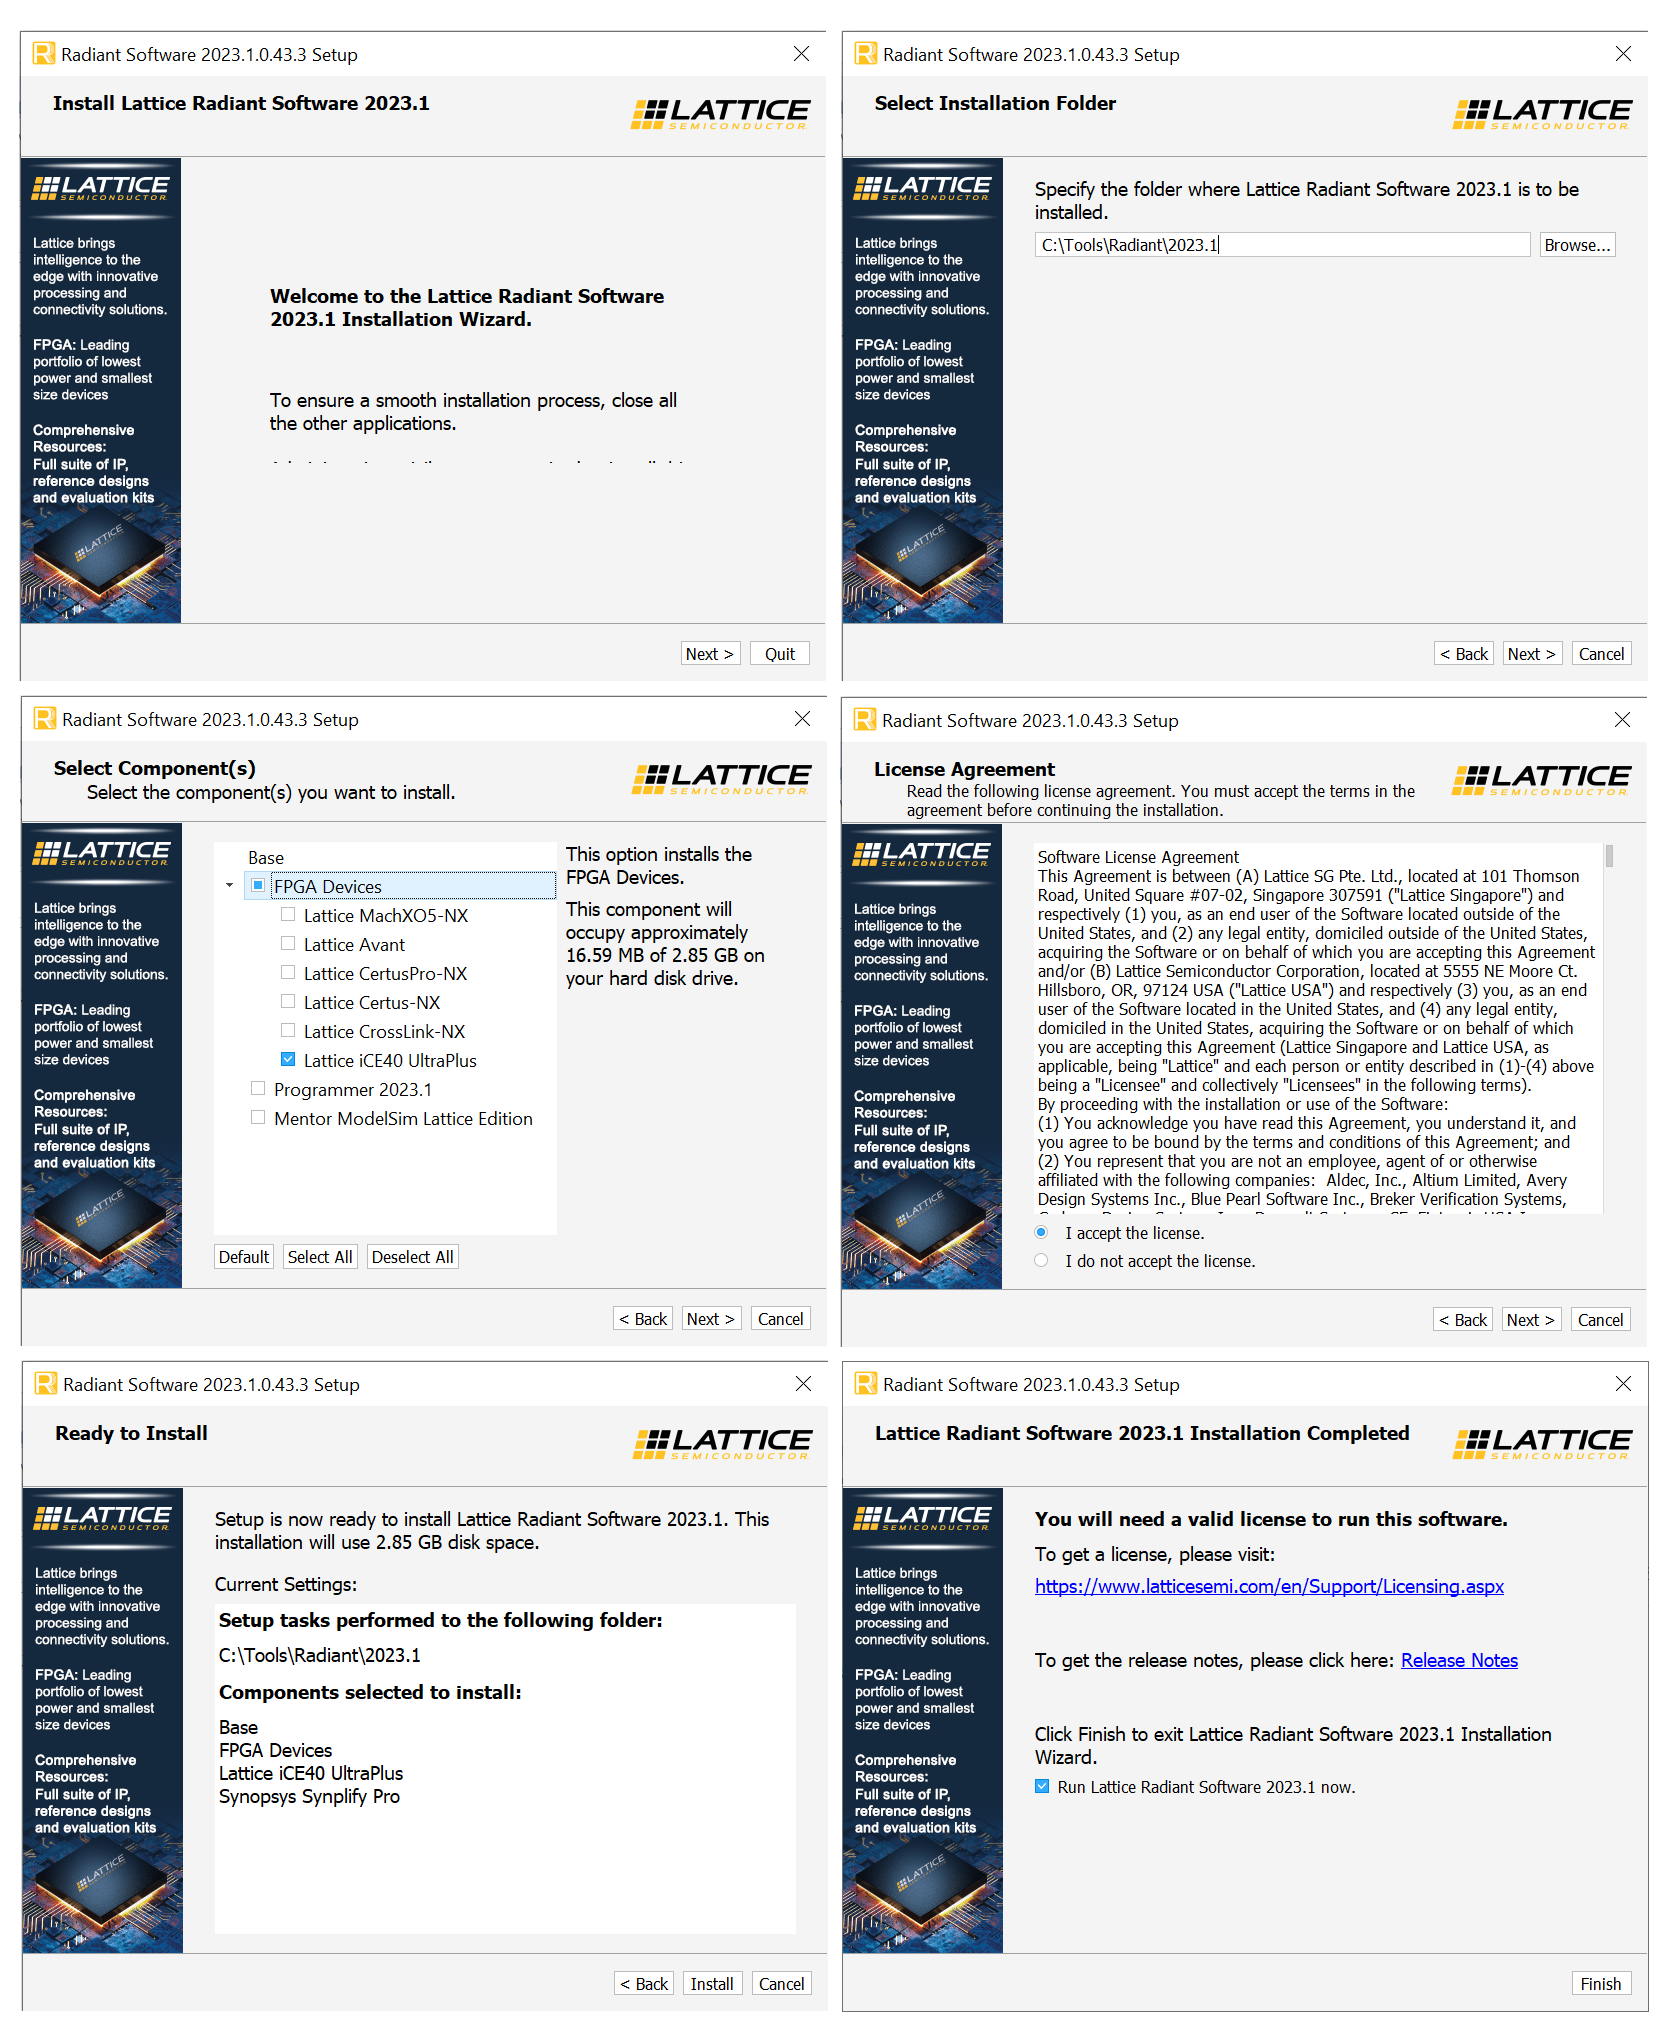 Radiant Software 2023.1.0.43.3 Setup
Install Lattice Radiant Software 2023.1
LATTICE
SEMICONDUCTOR
LATTICE
SEMICONDUCTOR
Lattice brings
intelligence to the
edge with innovative
processing and
connectivity solutions.
FPGA: Leading
portfolio of lowest
power and smallest
size devices
Comprehensive
Resources:
Full suite of IP,
reference designs
and evaluation kits
LATTICE
Welcome to the Lattice Radiant Software
2023.1 Installation Wizard.
To ensure a smooth installation process, close all
the other applications.
Next >
Quit
Radiant Software 2023.1.0.43.3 Setup
Select Installation Folder
LATTICE
SEMICONDUCTOR
LATTICE
SEMICONDUCTOR
Lattice brings
intelligence to the
edge with innovative
processing and
connectivity solutions.
FPGA: Leading
portfolio of lowest
power and smallest
size devices
Comprehensive
Resources:
Full suite of IP,
reference designs
and evaluation kits
LATTICE
Specify the folder where Lattice Radiant Software 2023.1 is to be
installed.
C:\Tools\Radiant\2023.1
Browse...
< Back
Next >
Cancel
Radiant Software 2023.1.0.43.3 Setup
Select Component(s)
Select the component(s) you want to install.
LATTICE
SEMICONDUCTOR
LATTICE
SEMICONDUCTOR
Lattice brings
intelligence to the
edge with innovative
processing and
connectivity solutions.
FPGA: Leading
portfolio of lowest
power and smallest
size devices
Comprehensive
Resources:
Full suite of IP,
reference designs
and evaluation kits
LATTICE
Base
FPGA Devices
Lattice MachXO5-NX
Lattice Avant
Lattice CertusPro-NX
Lattice Certus-NX
Lattice CrossLink-NX
Lattice iCE40 UltraPlus
Programmer 2023.1
Mentor ModelSim Lattice Edition
This option installs the
FPGA Devices.
This component will
occupy approximately
16.59 MB of 2.85 GB on
your hard disk drive.
Default
Select All
Deselect All
< Back
Next >
Cancel
Radiant Software 2023.1.0.43.3 Setup
License Agreement
Read the following license agreement. You must accept the terms in the
agreement before continuing the installation.
LATTICE
SEMICONDUCTOR
LATTICE
SEMICONDUCTOR
Lattice brings
intelligence to the
edge with innovative
processing and
connectivity solutions.
FPGA: Leading
portfolio of lowest
power and smallest
size devices
Comprehensive
Resources:
Full suite of IP,
reference designs
and evaluation kits
LATTICE
Software License Agreement
This Agreement is between (A) Lattice SG Pte. Ltd., located at 101 Thomson
Road, United Square #07-02, Singapore 307591 ("Lattice Singapore") and
respectively (1) you, as an end user of the Software located outside of the
United States, and (2) any legal entity, domiciled outside of the United States,
acquiring the Software or on behalf of which you are accepting this Agreement
and/or (B) Lattice Semiconductor Corporation, located at 5555 NE Moore Ct.
Hillsboro, OR, 97124 USA ("Lattice USA") and respectively (3) you, as an end
user of the Software located in the United States, and (4) any legal entity,
domiciled in the United States, acquiring the Software or on behalf of which
you are accepting this Agreement (Lattice Singapore and Lattice USA, as
applicable, being "Lattice" and each person or entity described in (1)-(4) above
being a "Licensee" and collectively "Licensees" in the following terms).
By proceeding with the installation or use of the Software:
(1) You acknowledge you have read this Agreement, you understand it, and
you agree to be bound by the terms and conditions of this Agreement; and
(2) You represent that you are not an employee, agent of or otherwise
affiliated with the following companies: Aldec, Inc., Altium Limited, Avery
Design Systems Inc., Blue Pearl Software Inc., Breker Verification Systems,
I accept the license.
I do not accept the license.
< Back
Next >
Cancel
Radiant Software 2023.1.0.43.3 Setup
Ready to Install
LATTICE
SEMICONDUCTOR
LATTICE
SEMICONDUCTOR
Lattice brings
intelligence to the
edge with innovative
processing and
connectivity solutions.
FPGA: Leading
portfolio of lowest
power and smallest
size devices
Comprehensive
Resources:
Full suite of IP,
reference designs
and evaluation kits
LATTICE
Setup is now ready to install Lattice Radiant Software 2023.1. This
installation will use 2.85 GB disk space.
Current Settings:
Setup tasks performed to the following folder:
C:\Tools\Radiant\2023.1
Components selected to install:
Base
FPGA Devices
Lattice iCE40 UltraPlus
Synopsys Synplify Pro
< Back
Install
Cancel
Radiant Software 2023.1.0.43.3 Setup
Lattice Radiant Software 2023.1 Installation Completed
LATTICE
SEMICONDUCTOR
LATTICE
SEMICONDUCTOR
Lattice brings
intelligence to the
edge with innovative
processing and
connectivity solutions.
FPGA: Leading
portfolio of lowest
power and smallest
size devices
Comprehensive
Resources:
Full suite of IP,
reference designs
and evaluation kits
LATTICE
You will need a valid license to run this software.
To get a license, please visit:
https://www.latticesemi.com/en/Support/Licensing.aspx
To get the release notes, please click here: Release Notes
Click Finish to exit Lattice Radiant Software 2023.1 Installation
Wizard.
Run Lattice Radiant Software 2023.1 now.
Finish